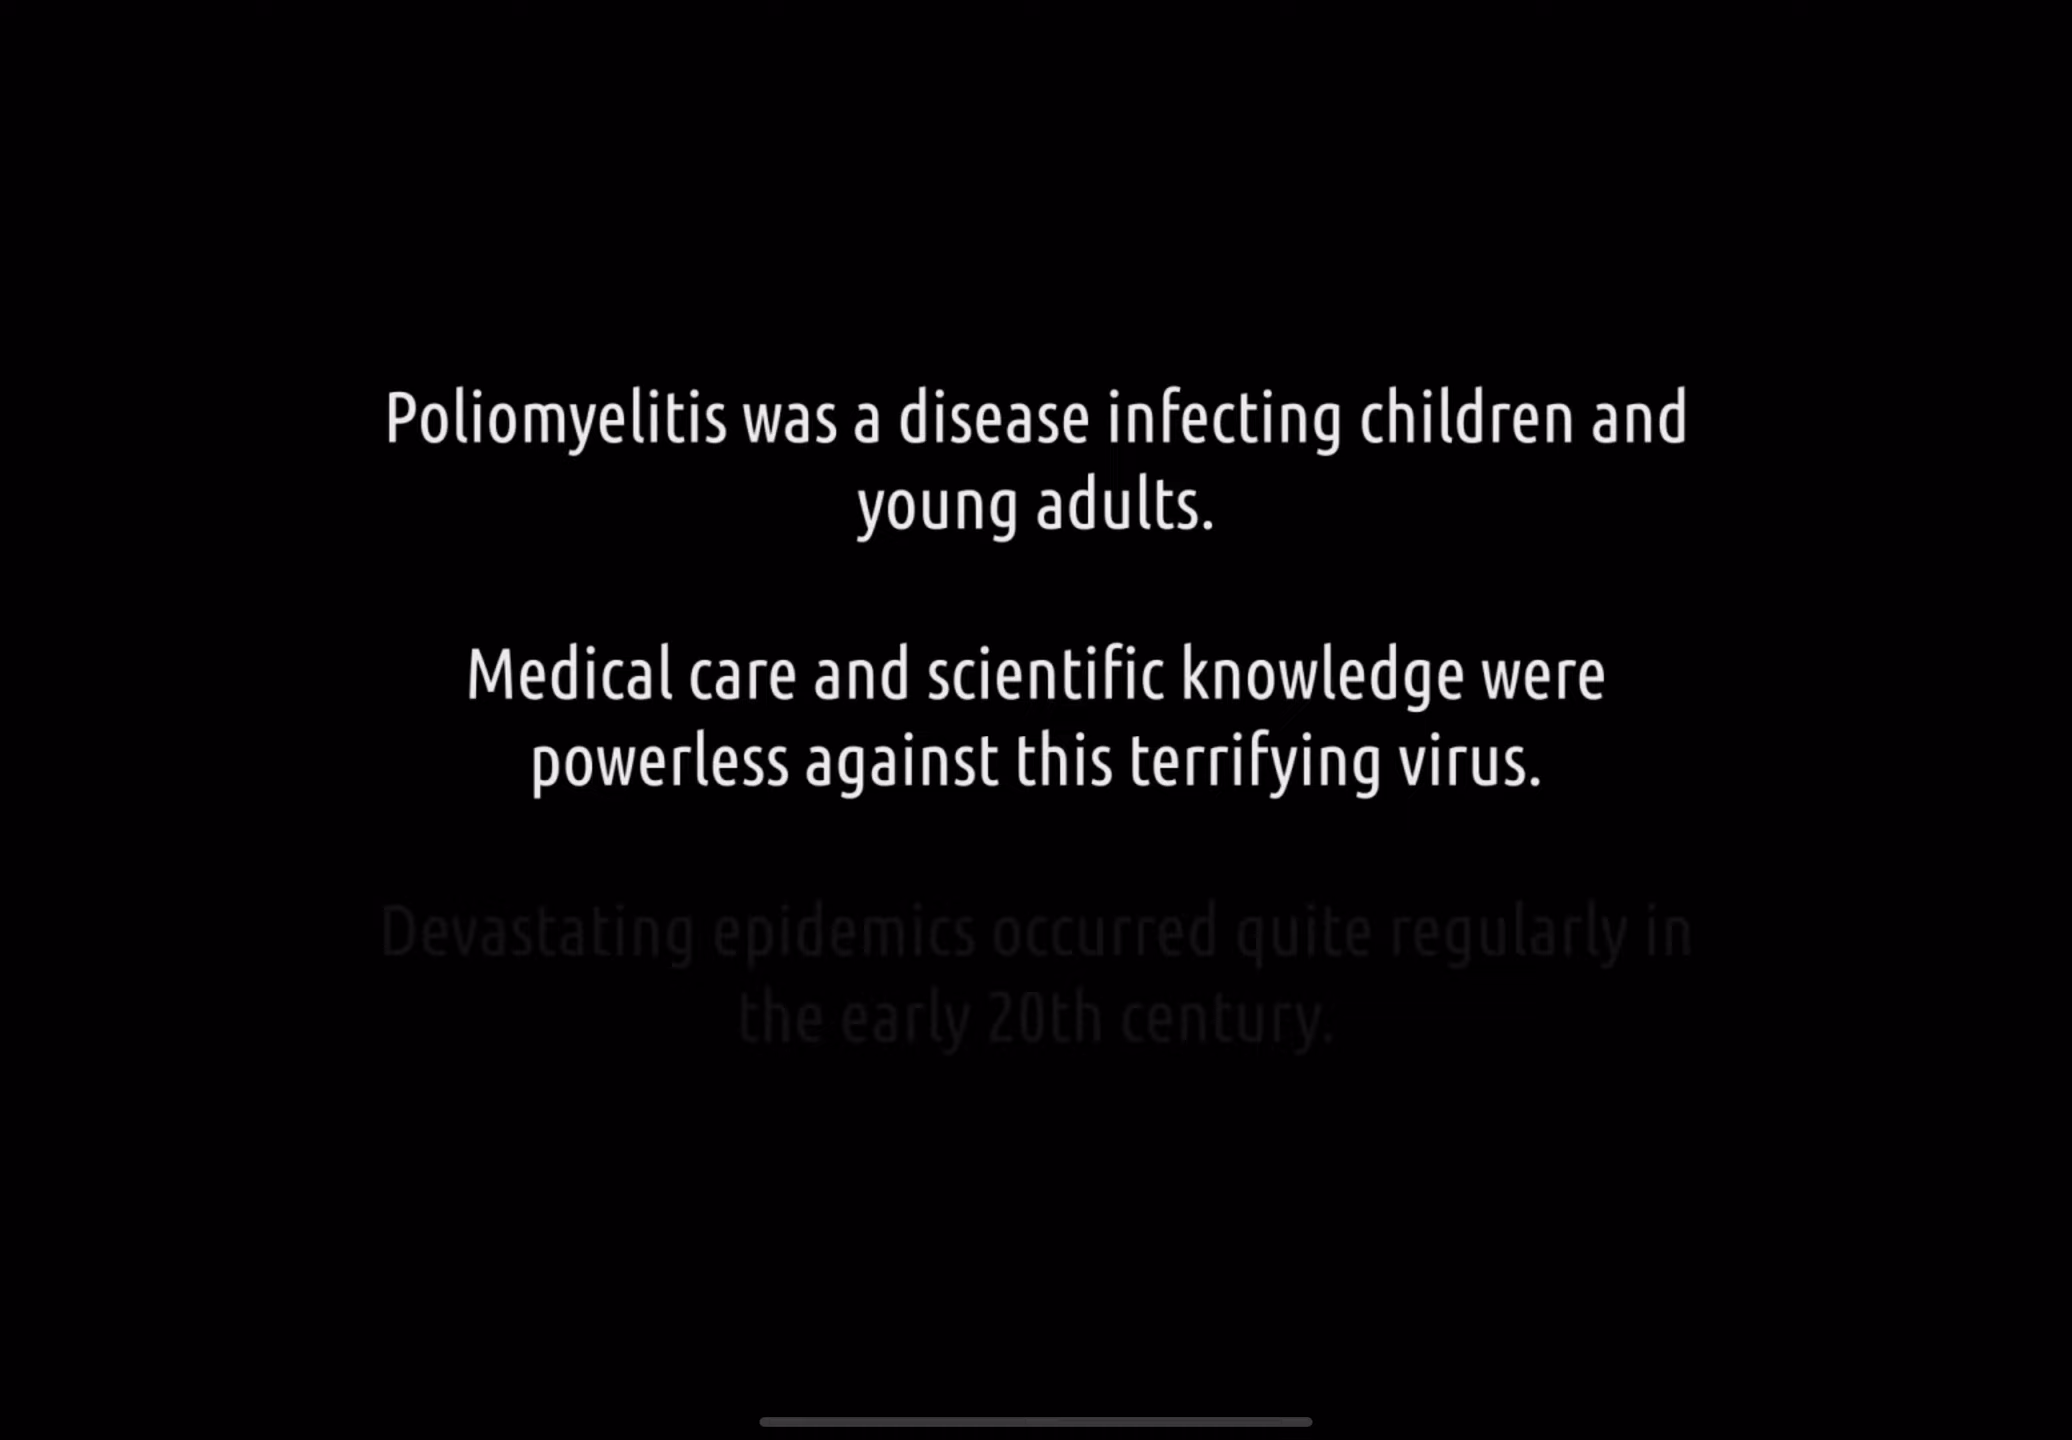 Poliomyelitis was a disease infecting children and
young adults.
Medical care and scientific knowledge were
powerless against this terrifying virus.
Devastating epidemics occurred quite regularly in
the early 20th century.